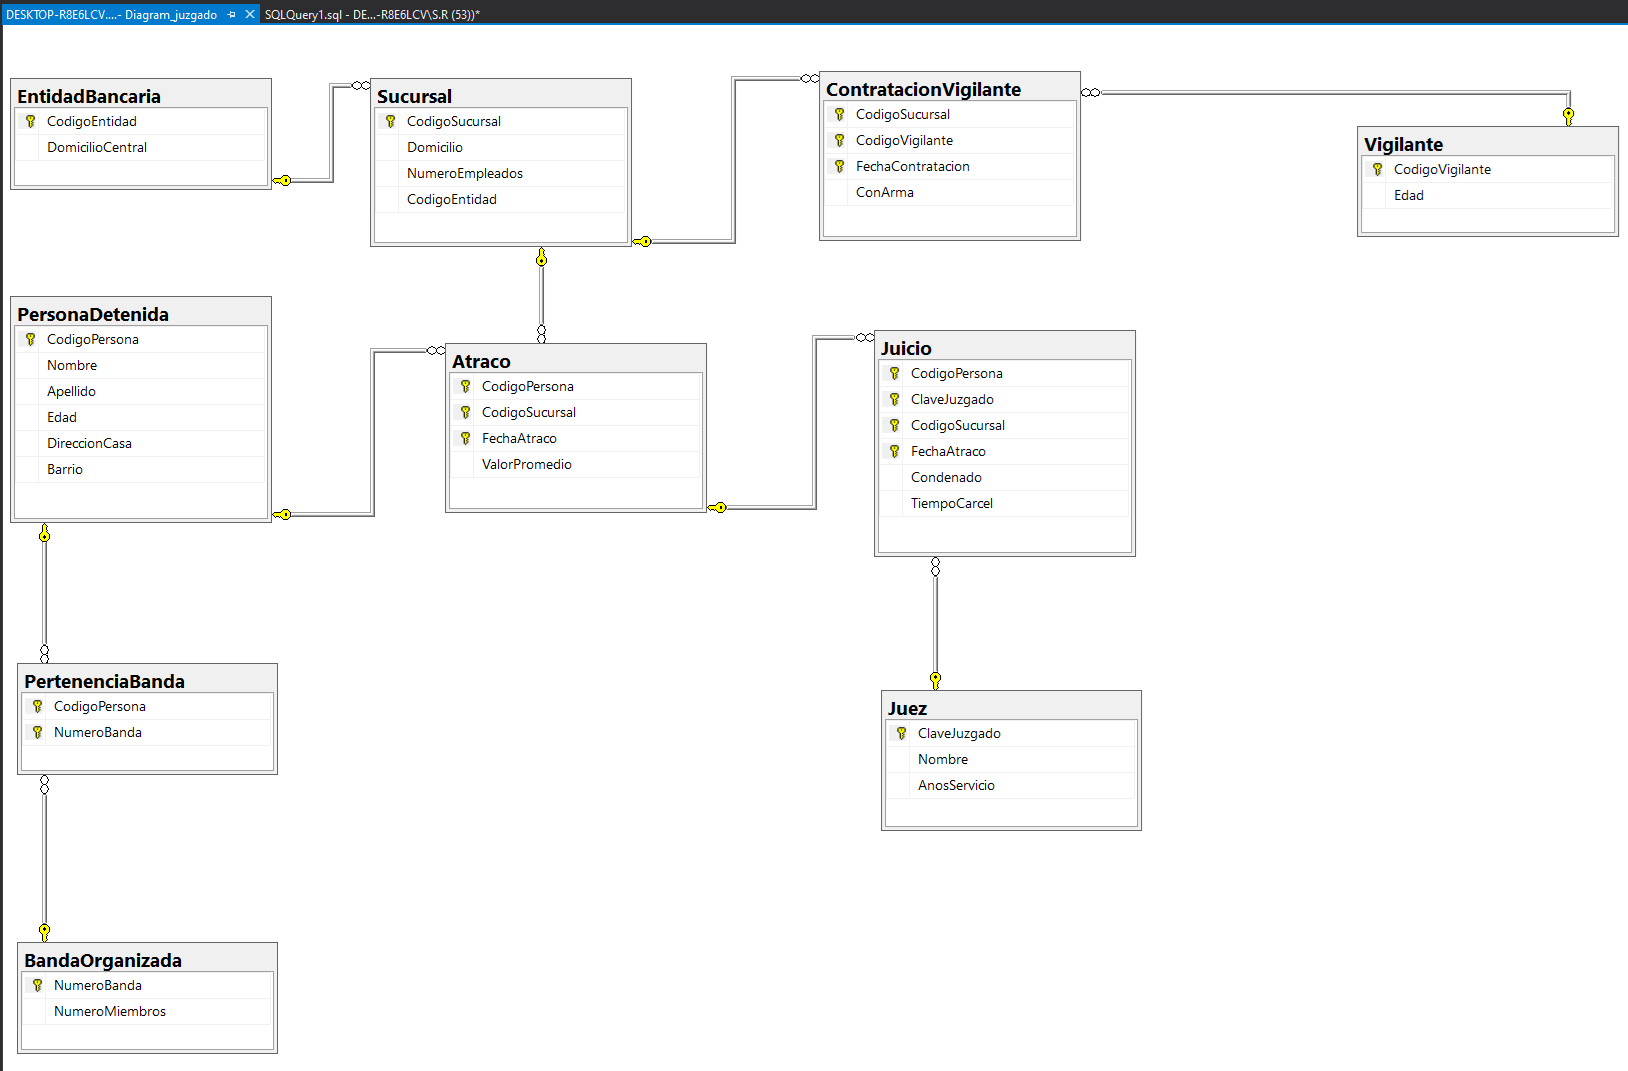 DESKTOP-R8E6LCV....- Diagram_juzgado
SQLQuery1.sql - DE...-R8E6LCV\S.R (53))*
EntidadBancaria
CodigoEntidad
DomicilioCentral
Sucursal
CodigoSucursal
Domicilio
NumeroEmpleados
CodigoEntidad
ContratacionVigilante
CodigoSucursal
CodigoVigilante
FechaContratacion
ConArma
Vigilante
CodigoVigilante
Edad
PersonaDetenida
CodigoPersona
Nombre
Apellido
Edad
DireccionCasa
Barrio
Atraco
CodigoPersona
CodigoSucursal
FechaAtraco
ValorPromedio
Juicio
CodigoPersona
ClaveJuzgado
CodigoSucursal
FechaAtraco
Condenado
TiempoCarcel
PertenenciaBanda
CodigoPersona
NumeroBanda
Juez
ClaveJuzgado
Nombre
AnosServicio
BandaOrganizada
NumeroBanda
NumeroMiembros